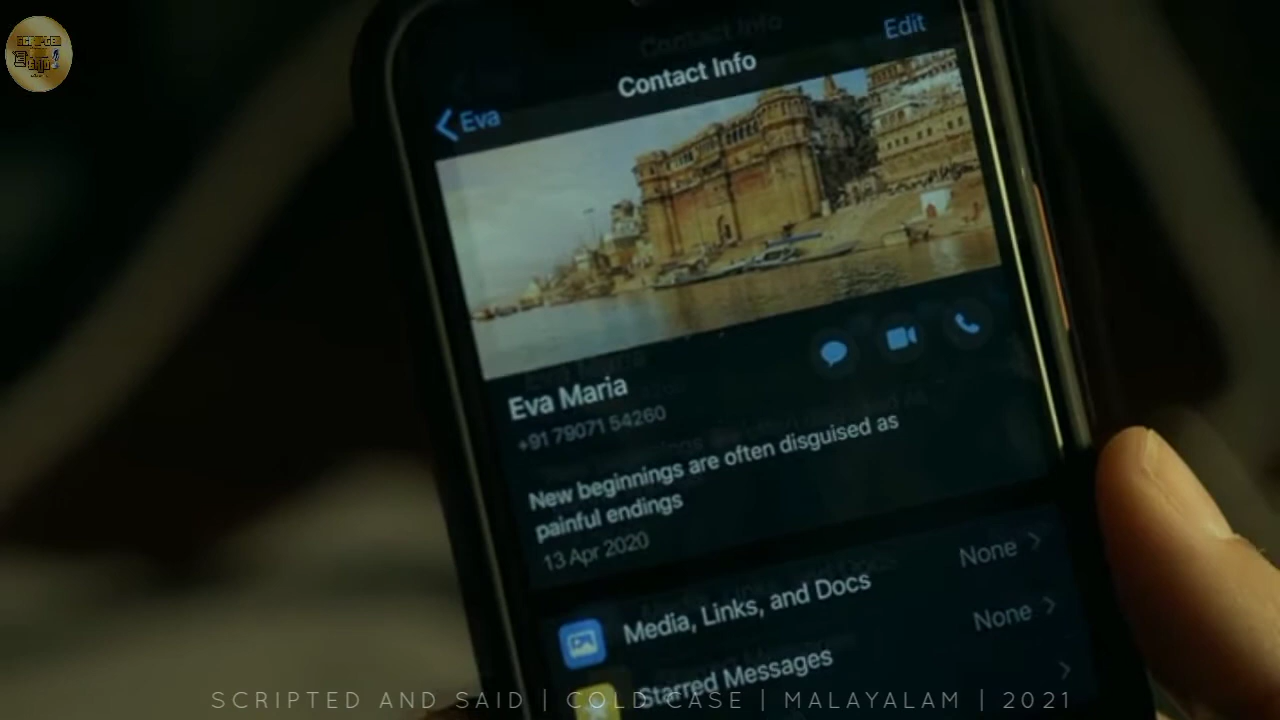 Edit
Contact Info
Eva
Eva Maria
+91 79071 54260
New beginnings are often disguised as
painful endings
13 Apr 2020
Media, Links, and Docs None
Starred Messages None
SCRIPTED AND SAID | COLD CASE | MALAYALAM | 2021